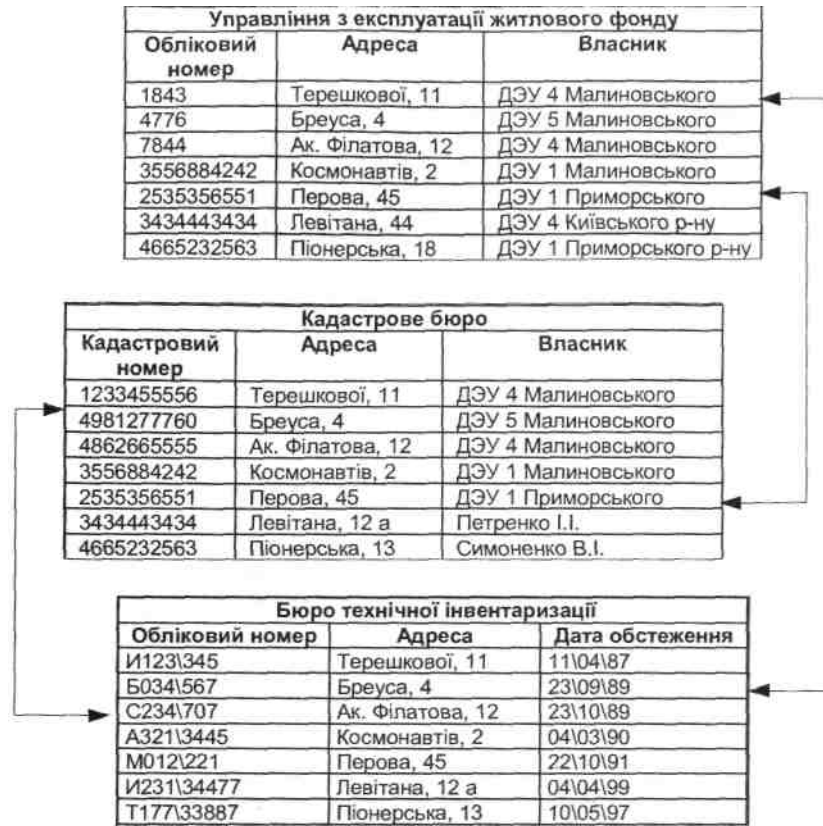 Управління з експлуатації житлового фонду
Обліковий номер Адреса Власник
1843 Терешкової, 11 ДЭУ 4 Малиновського
4776 Бреуса, 4 ДЭУ 5 Малиновського
7844 Ак. Філатова, 12 ДЭУ 4 Малиновського
3556884242 Космонавтів, 2 ДЭУ 1 Малиновського
2535356551 Перова, 45 ДЭУ 1 Приморського
3434443434 Левітана, 44 ДЭУ 4 Київського р-ну
4665232563 Піонерська, 18 ДЭУ 1 Приморського р-ну
Кадастрове бюро
Кадастровий номер Адреса Власник
1233455556 Терешкової, 11 ДЭУ 4 Малиновського
4981277760 Бреуса, 4 ДЭУ 5 Малиновського
4862665555 Ак. Філатова, 12 ДЭУ 4 Малиновського
3556884242 Космонавтів, 2 ДЭУ 1 Малиновського
2535356551 Перова, 45 ДЭУ 1 Приморського
3434443434 Левітана, 12 а Петренко І.І.
4665232563 Піонерська, 13 Симоненко В.І.
Бюро технічної інвентаризації
Обліковий номер Адреса Дата обстеження
И123\345 Терешкової, 11 11\04\87
Б034\567 Бреуса, 4 23\09\89
С234\707 Ак. Філатова, 12 23\10\89
А321\3445 Космонавтів, 2 04\03\90
М012\221 Перова, 45 22\10\91
И231\34477 Левітана, 12 а 04\04\99
Т177\33887 Піонерська, 13 10\05\97